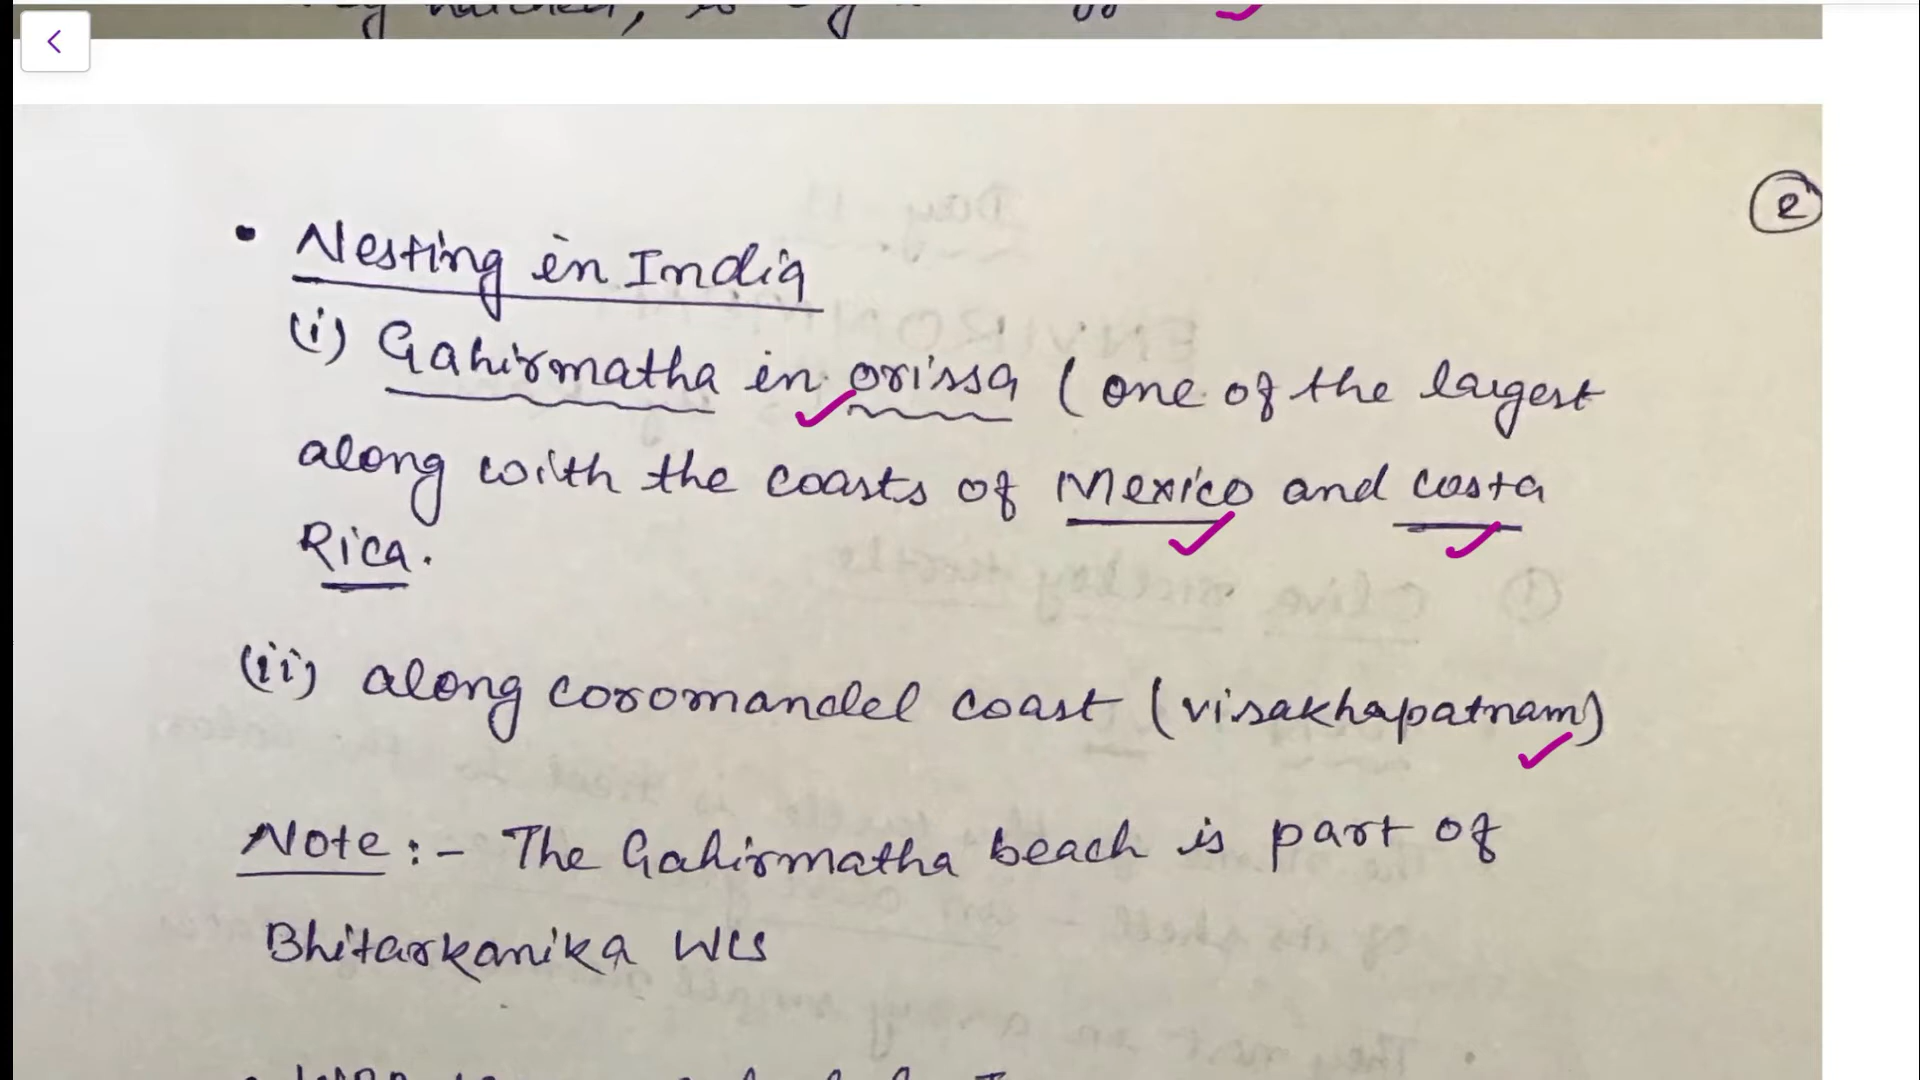 2
• Nesting in India
(i) Gahirmatha in orissa (one of the largest
along with the coasts of Mexico and costa
Rica.
(ii) along coromandel coast (visakhapatnam)
Note :- The Gahirmatha beach is part of
Bhitarkanika WLS